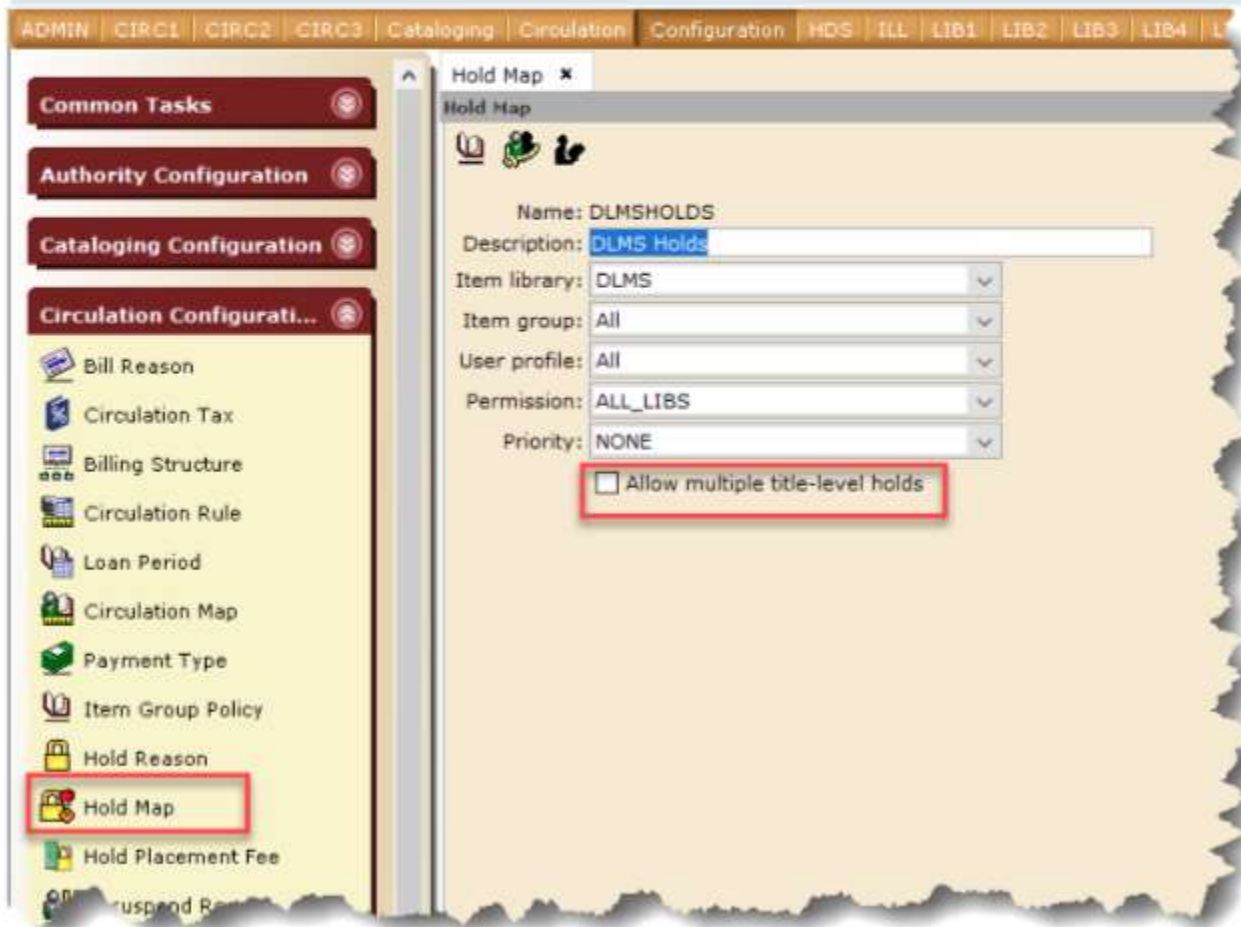 ADMIN CIRC1 CIRC2 CIRC3 Cataloging Circulation Configuration HDS ILL LIB1 LIB2 LIB3 LIB4
Common Tasks
Authority Configuration
Cataloging Configuration
Circulation Configurati...
Bill Reason
Circulation Tax
Billing Structure
Circulation Rule
Loan Period
Circulation Map
Payment Type
Item Group Policy
Hold Reason
Hold Map
Hold Placement Fee
Hold Map
Hold Map
Name: DLMSHOLDS
Description: DLMS Holds
Item library: DLMS
Item group: All
User profile: All
Permission: ALL_LIBS
Priority: NONE
Allow multiple title-level holds